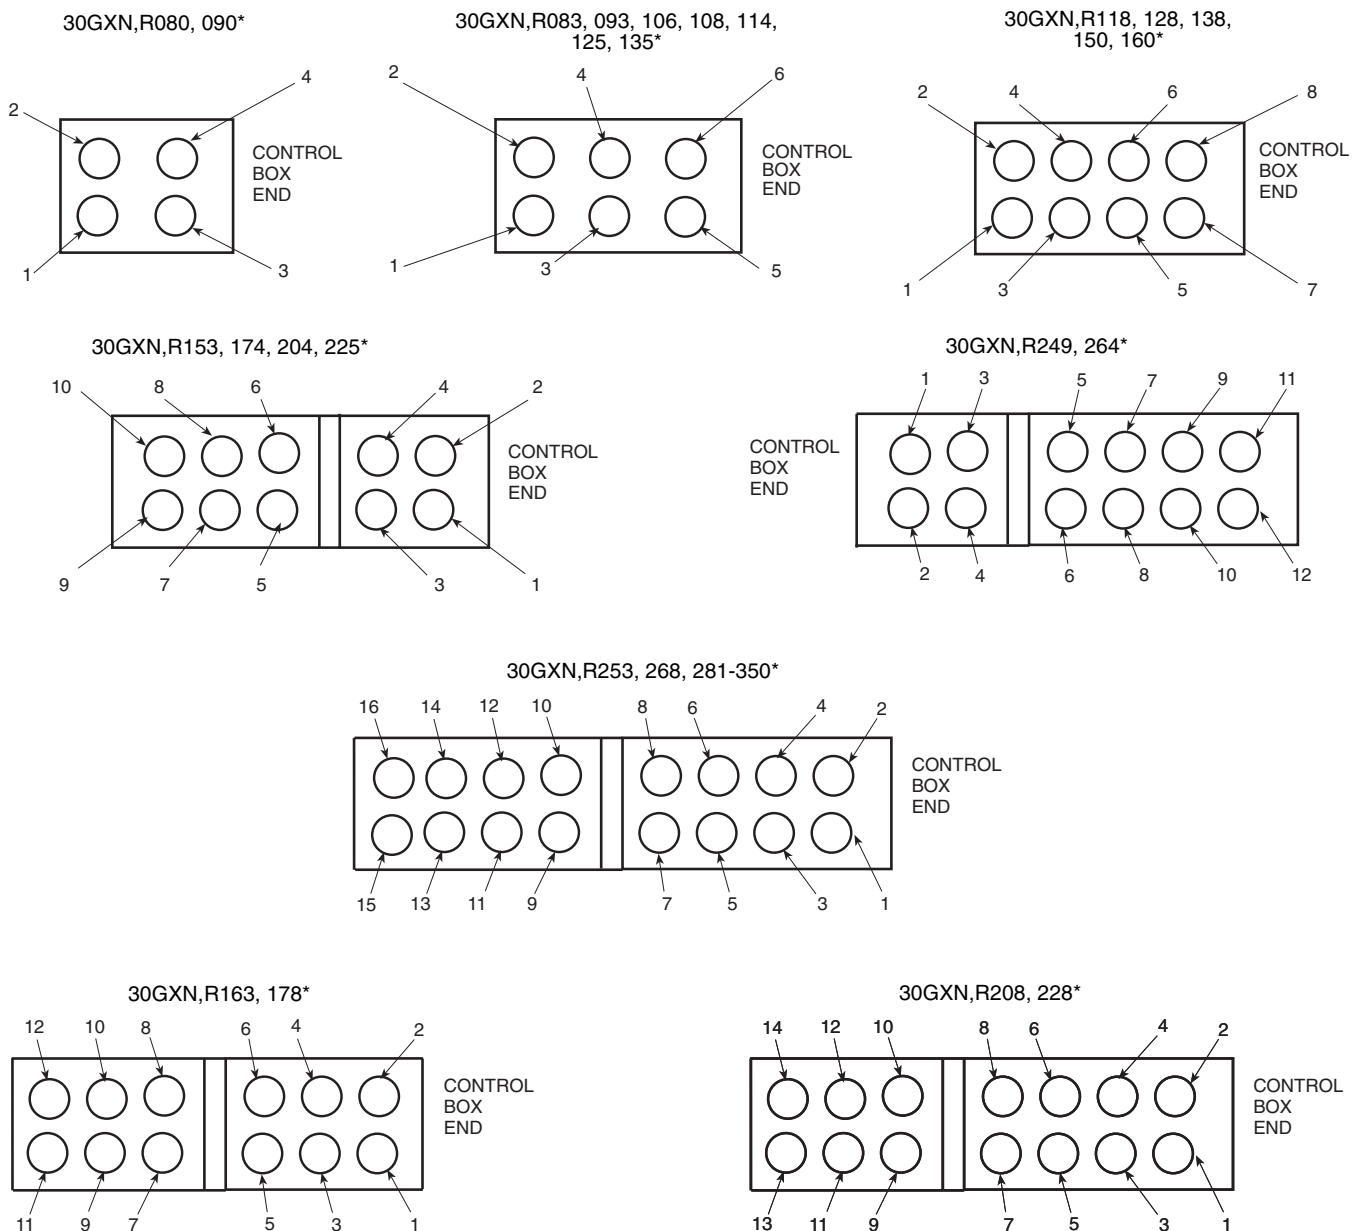 30GXN,R080, 090*
2
4
CONTROL
BOX
END
1
3
30GXN,R083, 093, 106, 108, 114,
125, 135*
2
4
6
CONTROL
BOX
END
1
3
5
30GXN,R118, 128, 138,
150, 160*
2
4
6
8
CONTROL
BOX
END
1
3
5
7
30GXN,R153, 174, 204, 225*
10
8
6
4
2
CONTROL
BOX
END
9
7
5
3
1
30GXN,R249, 264*
1
3
5
7
9
11
CONTROL
BOX
END
2
4
6
8
10
12
30GXN,R253, 268, 281-350*
16
14
12
10
8
6
4
2
CONTROL
BOX
END
15
13
11
9
7
5
3
1
30GXN,R163, 178*
12
10
8
6
4
2
CONTROL
BOX
END
11
9
7
5
3
1
30GXN,R208, 228*
14
12
10
8
6
4
2
CONTROL
BOX
END
13
11
9
7
5
3
1